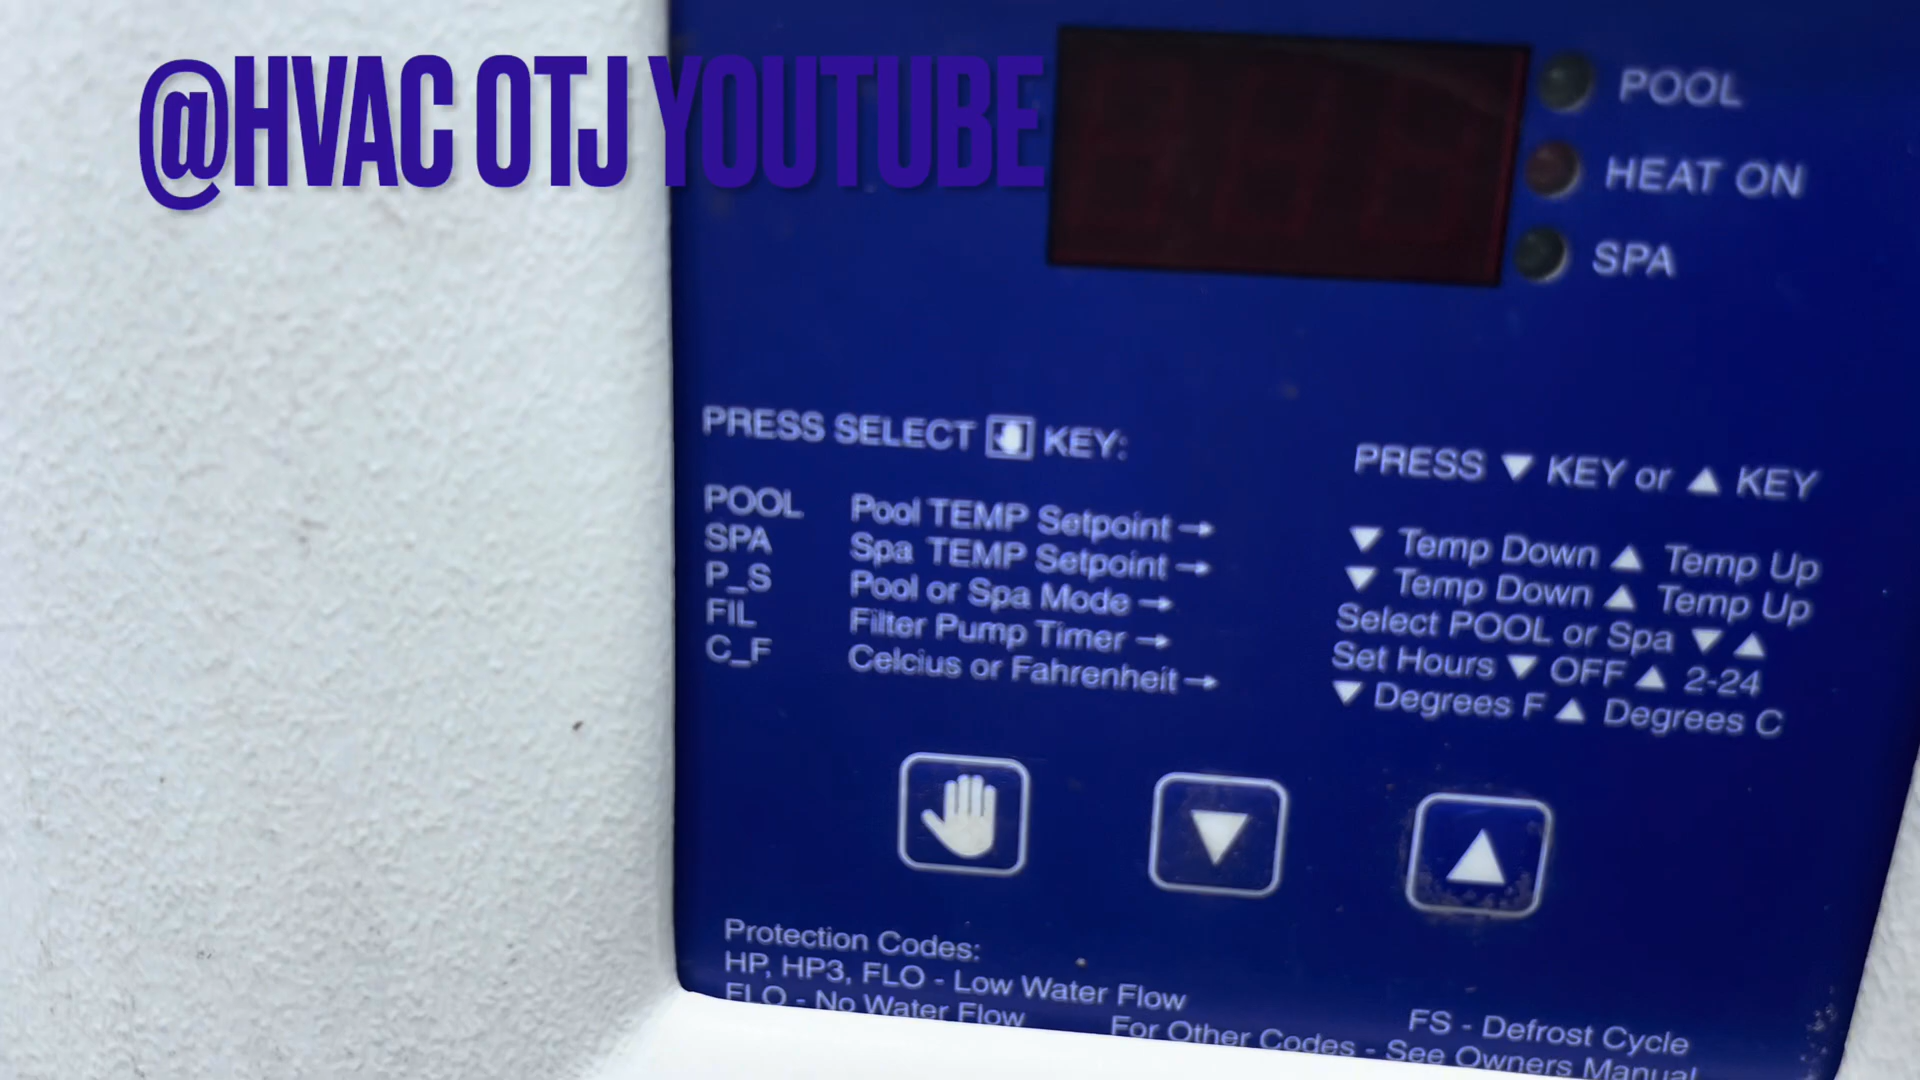 @HVAC OTJ YOUTUBE
POOL
HEAT ON
SPA
PRESS SELECT KEY:
POOL Pool TEMP Setpoint →
SPA Spa TEMP Setpoint →
P_S Pool or Spa Mode →
FIL Filter Pump Timer →
C_F Celcius or Fahrenheit →
PRESS ▼ KEY or ▲ KEY
▼ Temp Down ▲ Temp Up
▼ Temp Down ▲ Temp Up
Select POOL or Spa ▼ ▲
Set Hours ▼ OFF ▲ 2-24
▼ Degrees F ▲ Degrees C
Protection Codes:
HP, HP3, FLO - Low Water Flow
FLO - No Water Flow
FS - Defrost Cycle
For Other Codes - See Owners Manual